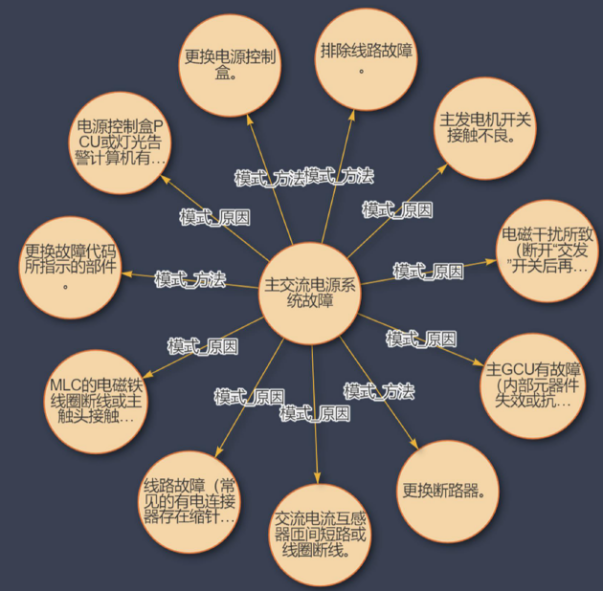 更换电源控制
盒。
排除线路故障
。
电源控制盒P
CU或灯光告
警计算机有...
主发电机开关
接触不良。
模式_方法
模式_方法
模式_原因
模式_原因
更换故障代码
所指示的部件
。
电磁干扰所致
（断开“交发
”开关后再...
模式_方法
主交流电源系
统故障
模式_原因
模式_原因
模式_原因
MLC的电磁铁
线圈断线或主
触头接触...
主GCU有故障
（内部元器件
失效或抗...
模式_原因
模式_原因
模式_方法
线路故障（常
见的有电连接
器存在缩针...
交流电流互感
器匝间短路或
线圈断线。
更换断路器。